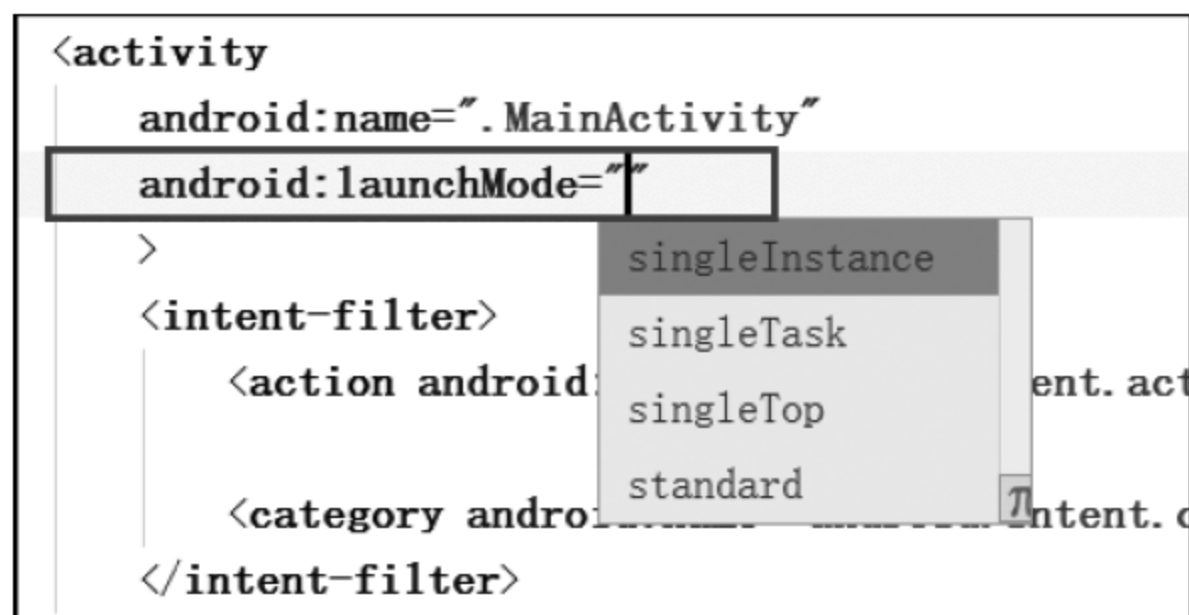 <activity
android:name=".MainActivity"
android:launchMode=""
singleInstance
>
<intent-filter>
singleTask
<action android:
ent.act
singleTop
standard
<category andro
ntent.c
π
</intent-filter>